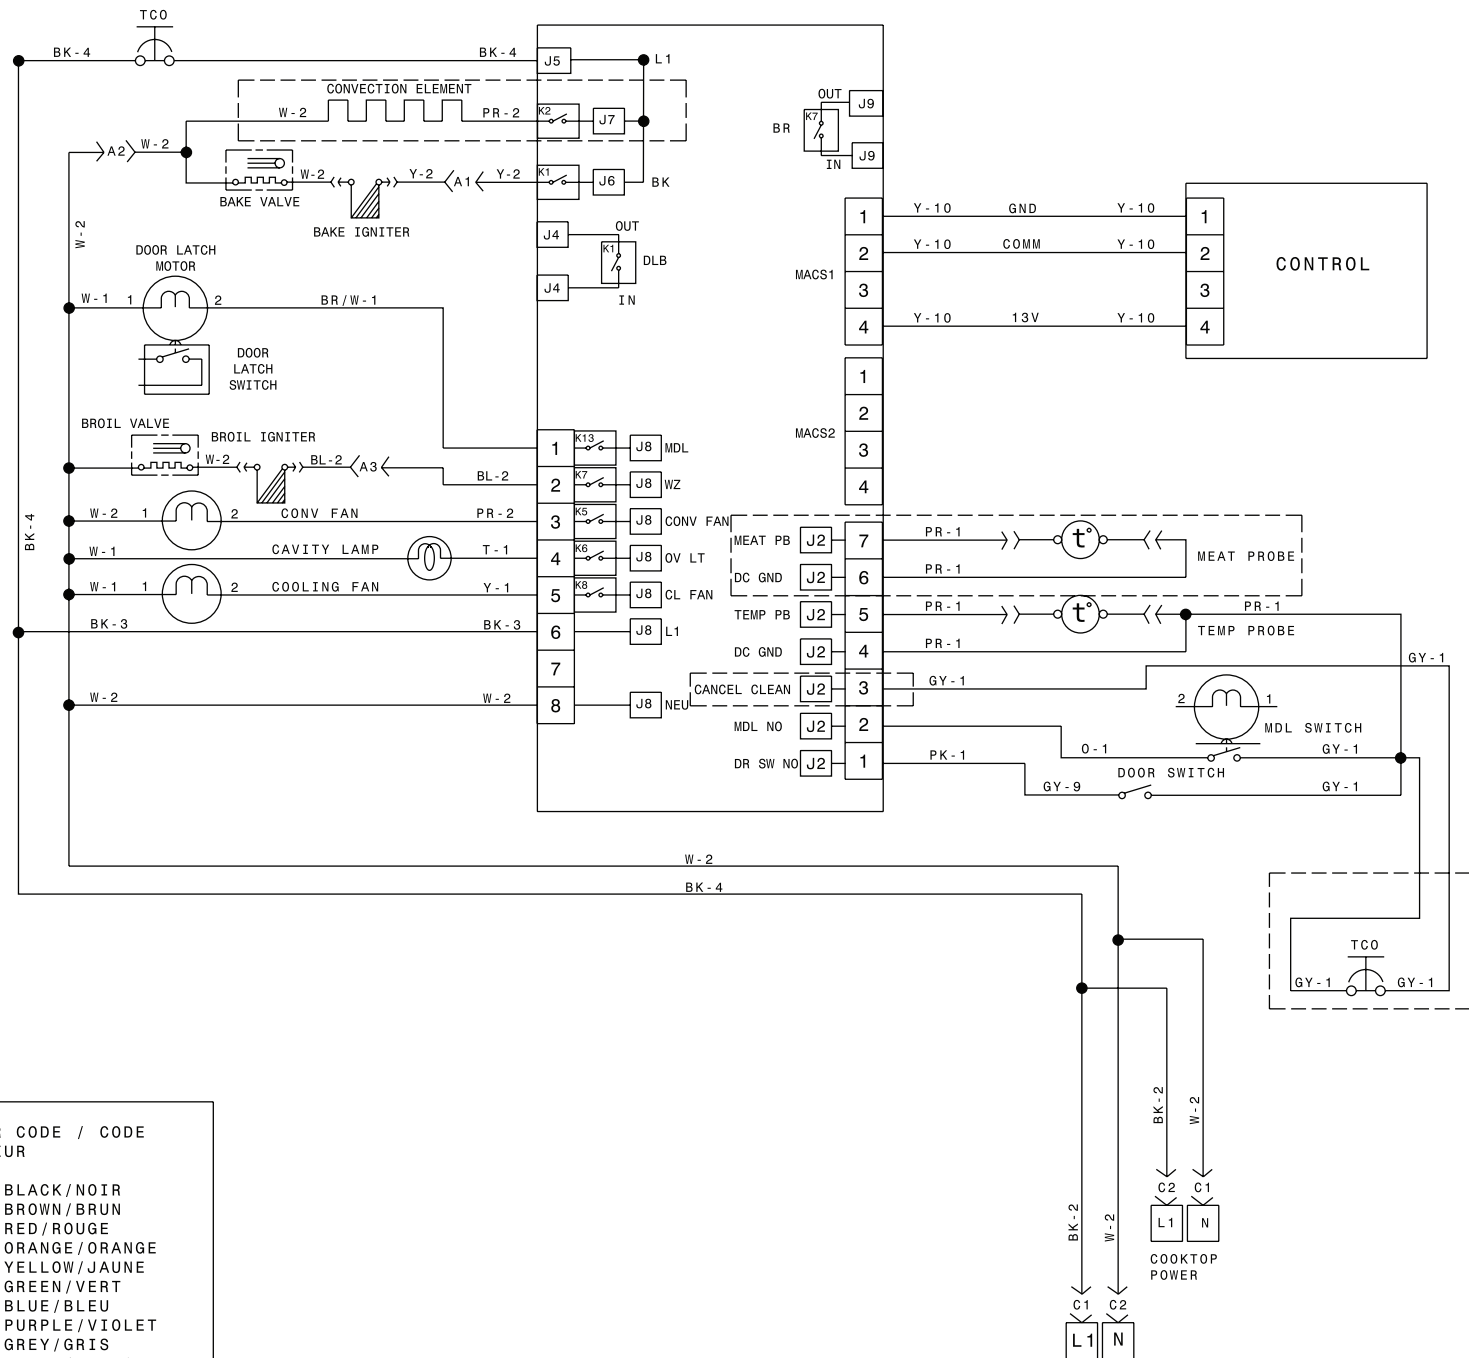 TCO
BK-4
BK-4
J5
L1
CONVECTION ELEMENT
W-2
PR-2
K2
J7
OUT
J9
K7
BR
J9
IN
A2
W-2
W-2
Y-2
A1
Y-2
K1
J6
BK
BAKE VALVE
BAKE IGNITER
W-2
J4
OUT
K1
DLB
J4
IN
MACS1
1
2
3
4
Y-10 GND Y-10
Y-10 COMM Y-10
Y-10 13V Y-10
1
2
3
4
CONTROL
DOOR LATCH
MOTOR
W-1 1 2 BR/W-1
DOOR
LATCH
SWITCH
MACS2
1
2
3
4
BROIL VALVE
BROIL IGNITER
W-2
BL-2
A3
BL-2
1 K13 J8 MDL
2 K7 J8 WZ
W-2 1 2 CONV FAN PR-2
3 K5 J8 CONV FAN
BK-4
W-1 CAVITY LAMP T-1
4 K6 J8 OV LT
W-1 1 2 COOLING FAN Y-1
5 K8 J8 CL FAN
BK-3 BK-3
6 J8 L1
7
W-2 W-2
8 J8 NEU
MEAT PB J2 7 PR-1
MEAT PROBE
t°
DC GND J2 6 PR-1
TEMP PB J2 5 PR-1
t°
PR-1
TEMP PROBE
DC GND J2 4 PR-1
CANCEL CLEAN J2 3 GY-1
GY-1
MDL NO J2 2
2 1
MDL SWITCH
O-1
GY-1
DR SW NO J2 1 PK-1
DOOR SWITCH
GY-9
GY-1
W-2
BK-4
TCO
GY-1
GY-1
BK-2
W-2
C2 C1
L1 N
COOKTOP
POWER
BK-2
W-2
C1 C2
L1 N
CODE / CODE
BLACK/NOIR
BROWN/BRUN
RED/ROUGE
ORANGE/ORANGE
YELLOW/JAUNE
GREEN/VERT
BLUE/BLEU
PURPLE/VIOLET
GREY/GRIS